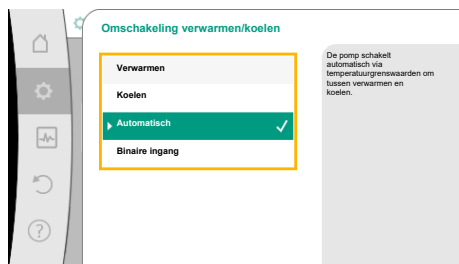 Omschakeling verwarmen/koelen
Verwarmen
Koelen
Automatisch
Binaire ingang
De pomp schakelt
automatisch via
temperatuurgrenswaarden om
tussen verwarmen en
koelen.